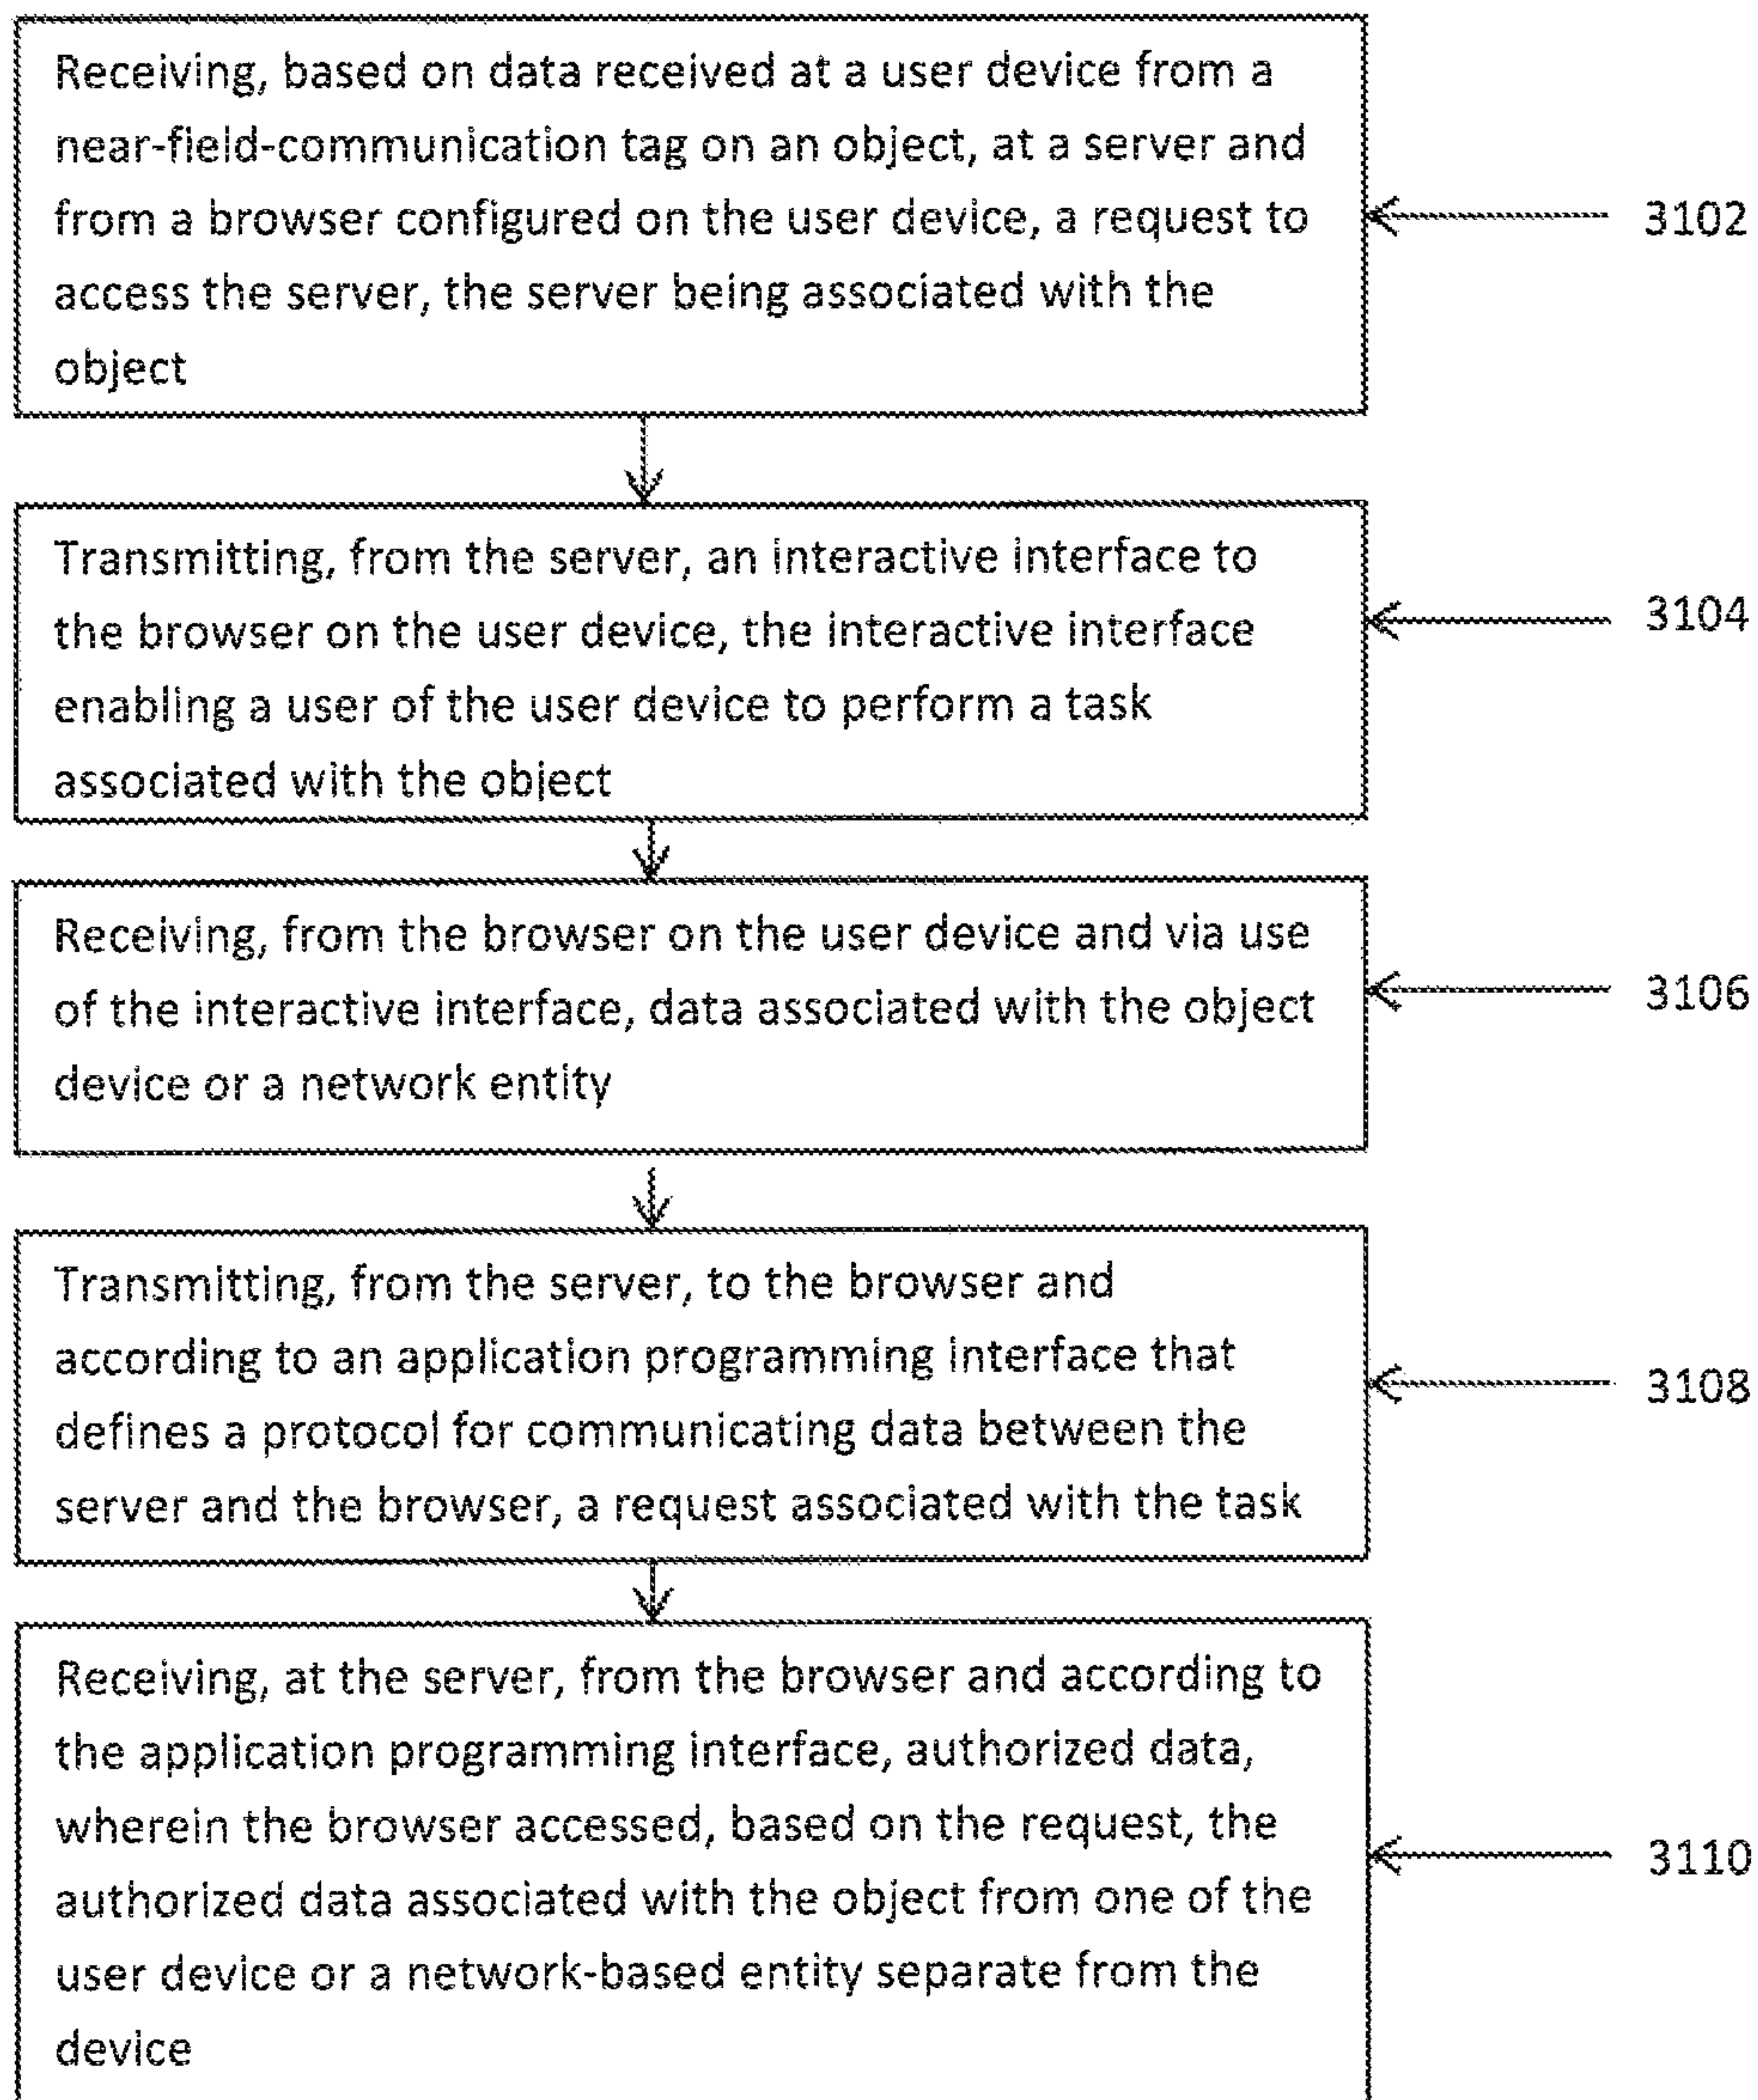 Receiving, based on data received at a user device from a
near-field-communication tag on an object, at a server and
from a browser configured on the user device, a request to
access the server, the server being associated with the
object
3102
Transmitting, from the server, an interactive interface to
the browser on the user device, the interactive interface
enabling a user of the user device to perform a task
associated with the object
3104
Receiving, from the browser on the user device and via use
of the interactive interface, data associated with the object
device or a network entity
3106
Transmitting, from the server, to the browser and
according to an application programming interface that
defines a protocol for communicating data between the
server and the browser, a request associated with the task
3108
Receiving, at the server, from the browser and according to
the application programming interface, authorized data,
wherein the browser accessed, based on the request, the
authorized data associated with the object from one of the
user device or a network-based entity separate from the
device
3110